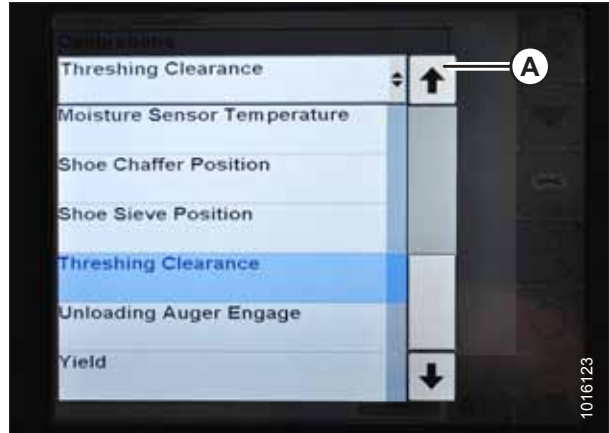 Calibrations
Threshing Clearance
A
Moisture Sensor Temperature
Shoe Chaffer Position
Shoe Sieve Position
Threshing Clearance
Unloading Auger Engage
Yield
1016123